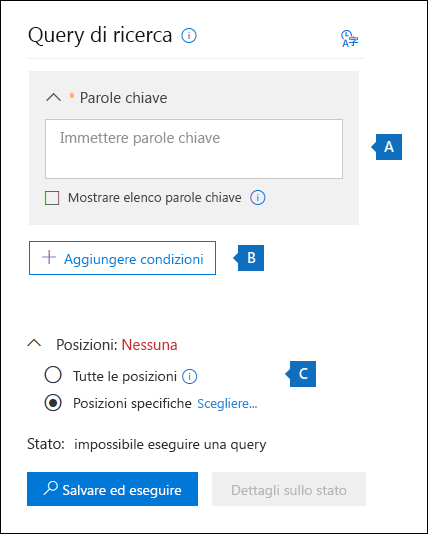 Query di ricerca
* Parole chiave
Immettere parole chiave
A
Mostrare elenco parole chiave
+ Aggiungere condizioni
B
Posizioni: Nessuna
Tutte le posizioni
C
Posizioni specifiche Scegliere...
Stato: impossibile eseguire una query
Salvare ed eseguire
Dettagli sullo stato